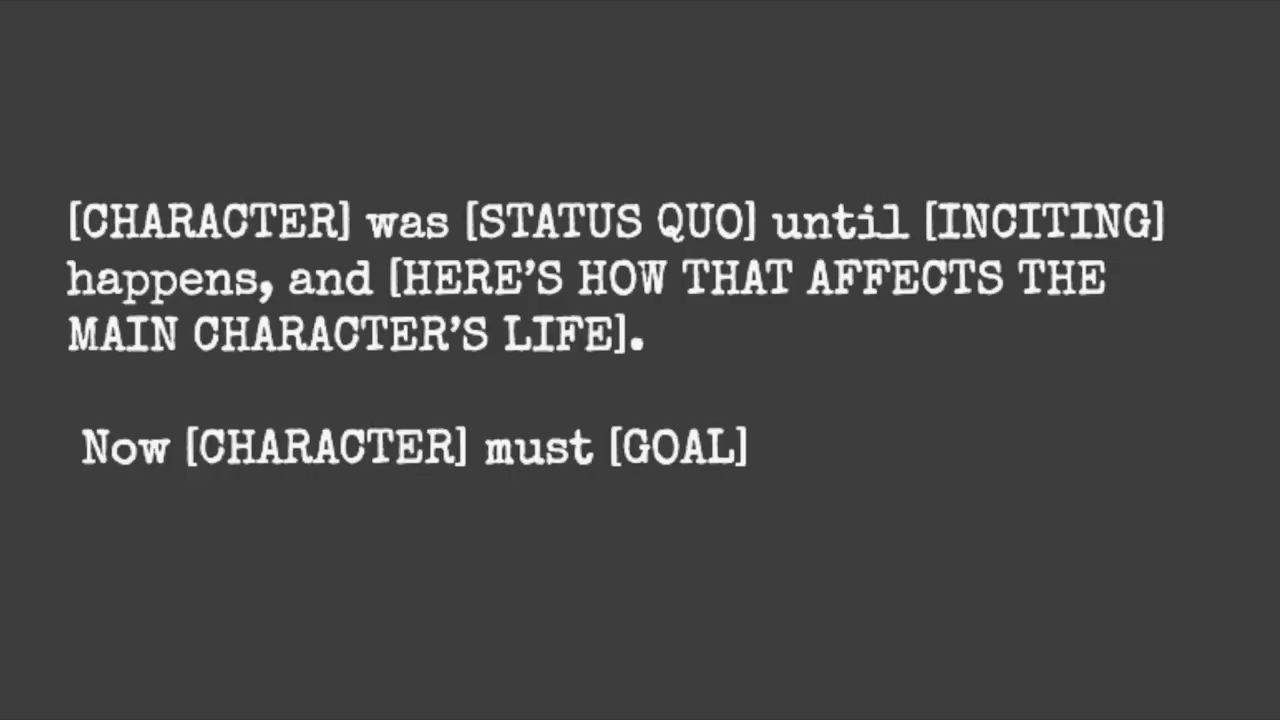 [CHARACTER] was [STATUS QUO] until [INCITING]
happens, and [HERE’S HOW THAT AFFECTS THE
MAIN CHARACTER’S LIFE].
Now [CHARACTER] must [GOAL]